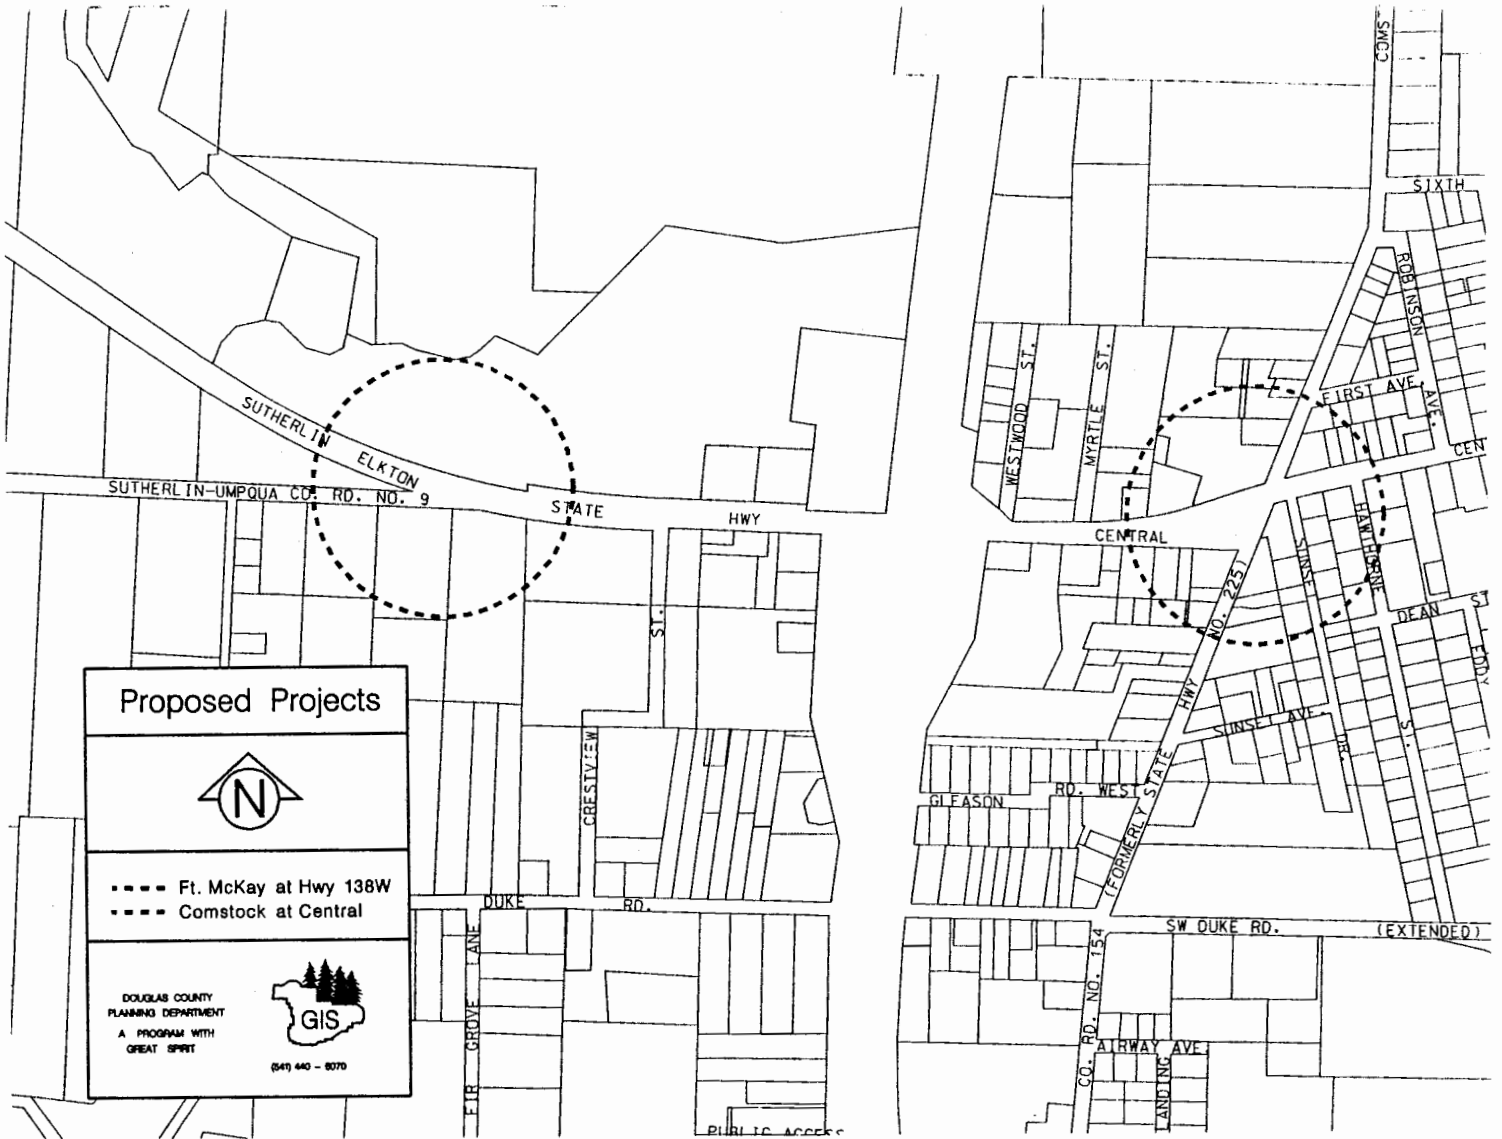 COMS
SIXTH
ROBINSON
AVE.
FIRST AVE.
CEN
WESTWOOD ST.
MYRTLE ST.
SUTHERLIN
ELKTON
STATE
HWY
SUTHERLIN-UMPQUA CO. RD. NO. 9
CENTRAL
HAWTHORNE
SUNSE
DEAN ST
EDDY
HWY NO. 225)
(FORMERLY STATE
SUNSET AVE.
DR.
S.
ST.
CRESTVIEW
GLEASON RD. WEST
DUKE RD.
SW DUKE RD. (EXTENDED)
FIR GROVE LANE
CO. RD. NO. 154
AIRWAY AVE.
LANDING
PUBLIC ACCESS
Proposed Projects
N
Ft. McKay at Hwy 138W
Comstock at Central
DOUGLAS COUNTY
PLANNING DEPARTMENT
A PROGRAM WITH
GREAT SPIRIT
GIS
(541) 440 - 6070